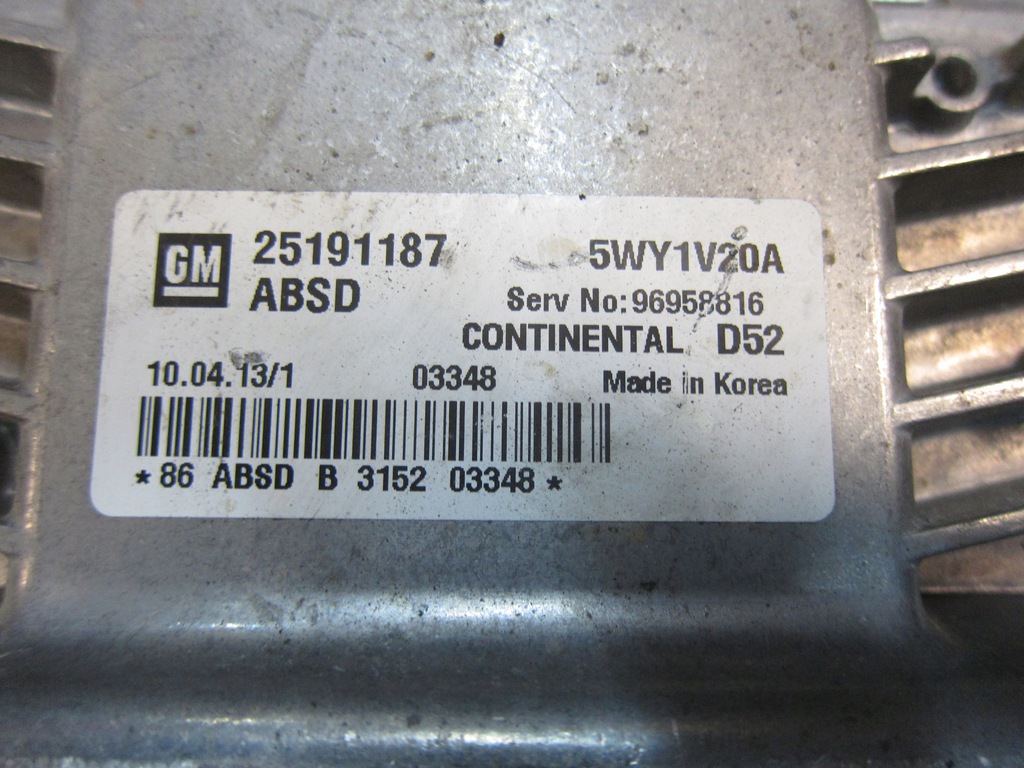 GM 25191187 5WY1V20A
ABSD Serv No: 96958816
CONTINENTAL D52
10.04.13/1 03348 Made in Korea
* 86 ABSD B 3152 03348 *